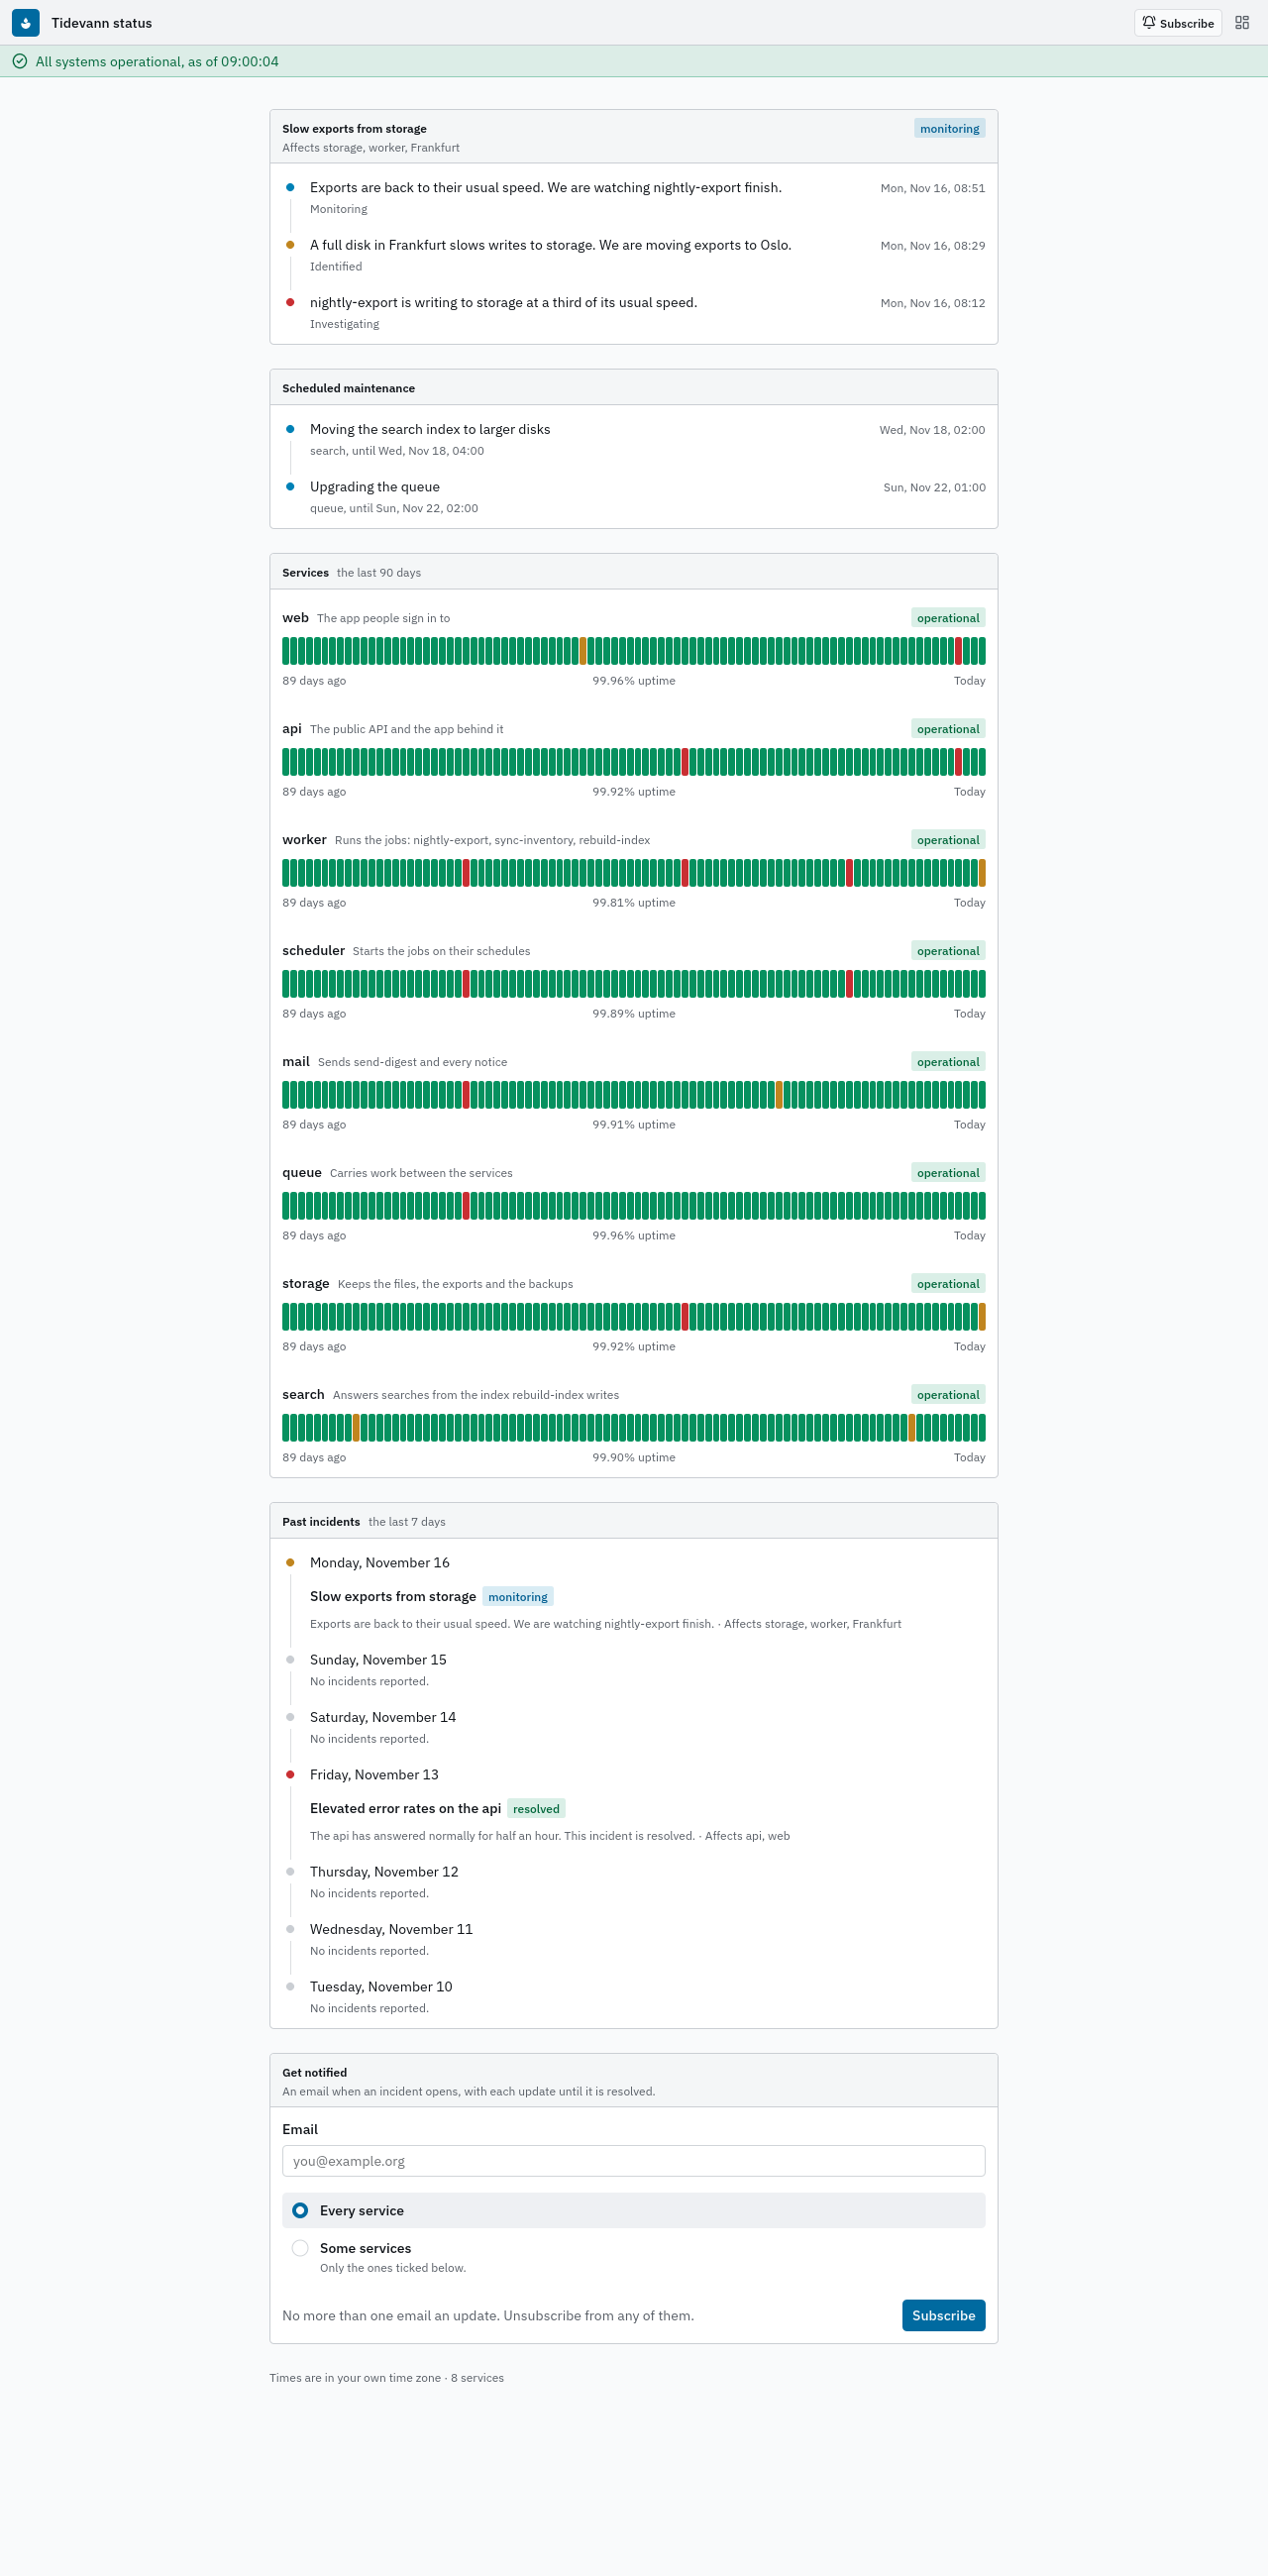 Tidevann status
Subscribe
All systems operational, as of 09:00:04
Slow exports from storage
monitoring
Affects storage, worker, Frankfurt
Exports are back to their usual speed. We are watching nightly-export finish.
Mon, Nov 16, 08:51
Monitoring
A full disk in Frankfurt slows writes to storage. We are moving exports to Oslo.
Mon, Nov 16, 08:29
Identified
nightly-export is writing to storage at a third of its usual speed.
Mon, Nov 16, 08:12
Investigating
Scheduled maintenance
Moving the search index to larger disks
Wed, Nov 18, 02:00
search, until Wed, Nov 18, 04:00
Upgrading the queue
Sun, Nov 22, 01:00
queue, until Sun, Nov 22, 02:00
Services the last 90 days
web The app people sign in to
operational
89 days ago
99.96% uptime
Today
api The public API and the app behind it
operational
89 days ago
99.92% uptime
Today
worker Runs the jobs: nightly-export, sync-inventory, rebuild-index
operational
89 days ago
99.81% uptime
Today
scheduler Starts the jobs on their schedules
operational
89 days ago
99.89% uptime
Today
mail Sends send-digest and every notice
operational
89 days ago
99.91% uptime
Today
queue Carries work between the services
operational
89 days ago
99.96% uptime
Today
storage Keeps the files, the exports and the backups
operational
89 days ago
99.92% uptime
Today
search Answers searches from the index rebuild-index writes
operational
89 days ago
99.90% uptime
Today
Past incidents the last 7 days
Monday, November 16
Slow exports from storage monitoring
Exports are back to their usual speed. We are watching nightly-export finish. · Affects storage, worker, Frankfurt
Sunday, November 15
No incidents reported.
Saturday, November 14
No incidents reported.
Friday, November 13
Elevated error rates on the api resolved
The api has answered normally for half an hour. This incident is resolved. · Affects api, web
Thursday, November 12
No incidents reported.
Wednesday, November 11
No incidents reported.
Tuesday, November 10
No incidents reported.
Get notified
An email when an incident opens, with each update until it is resolved.
Email
you@example.org
Every service
Some services
Only the ones ticked below.
No more than one email an update. Unsubscribe from any of them.
Subscribe
Times are in your own time zone · 8 services